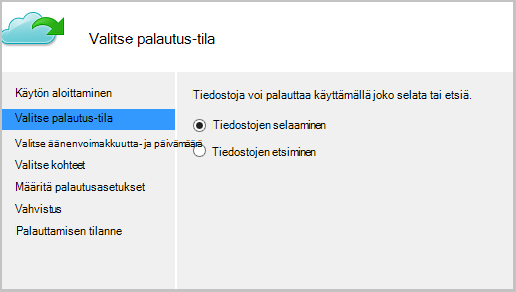 Valitse palautus-tila
Käytön aloittaminen
Valitse palautus-tila
Valitse äänenvoimakkuutta- ja päivämäärä
Valitse kohteet
Määritä palautusasetukset
Vahvistus
Palauttamisen tilanne
Tiedostoja voi palauttaa käyttämällä joko selata tai etsiä.
Tiedostojen selaaminen
Tiedostojen etsiminen